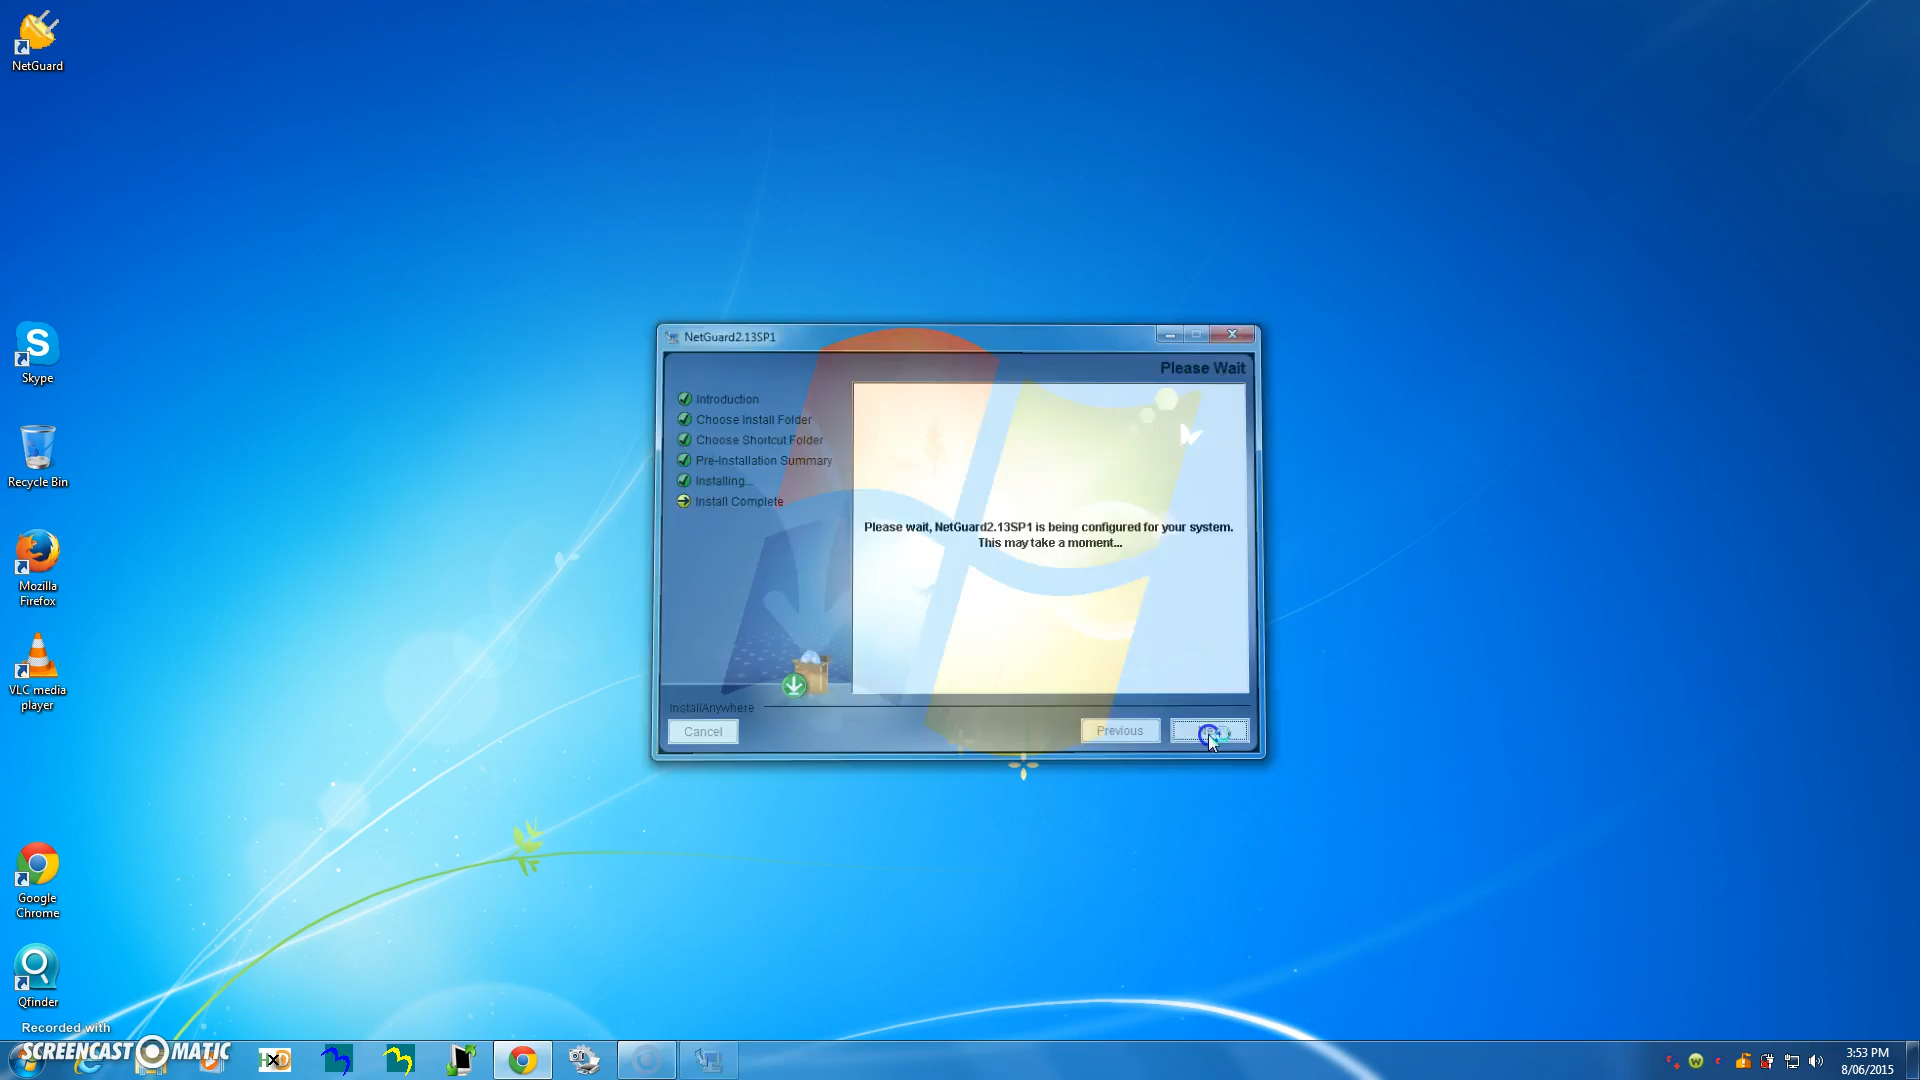 NetGuard
Skype
Recycle Bin
Mozilla
Firefox
VLC media
player
Google
Chrome
Qfinder
NetGuard2.13SP1
Please Wait
Introduction
Choose Install Folder
Choose Shortcut Folder
Pre-Installation Summary
Installing...
Install Complete
Please wait, NetGuard2.13SP1 is being configured for your system.
This may take a moment...
InstallAnywhere
Cancel
Previous
Recorded with
SCREENCAST MATIC
HXD
3:53 PM
8/06/2015